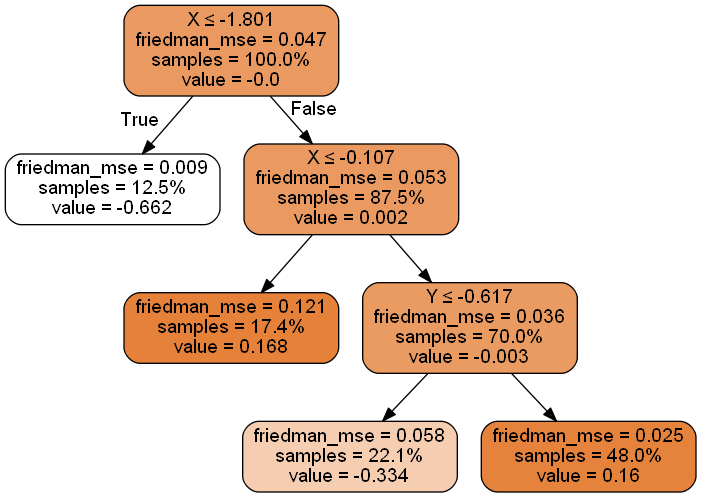 X ≤ -1.801
friedman_mse = 0.047
samples = 100.0%
value = -0.0
True
False
friedman_mse = 0.009
samples = 12.5%
value = -0.662
X ≤ -0.107
friedman_mse = 0.053
samples = 87.5%
value = 0.002
friedman_mse = 0.121
samples = 17.4%
value = 0.168
Y ≤ -0.617
friedman_mse = 0.036
samples = 70.0%
value = -0.003
friedman_mse = 0.058
samples = 22.1%
value = -0.334
friedman_mse = 0.025
samples = 48.0%
value = 0.16